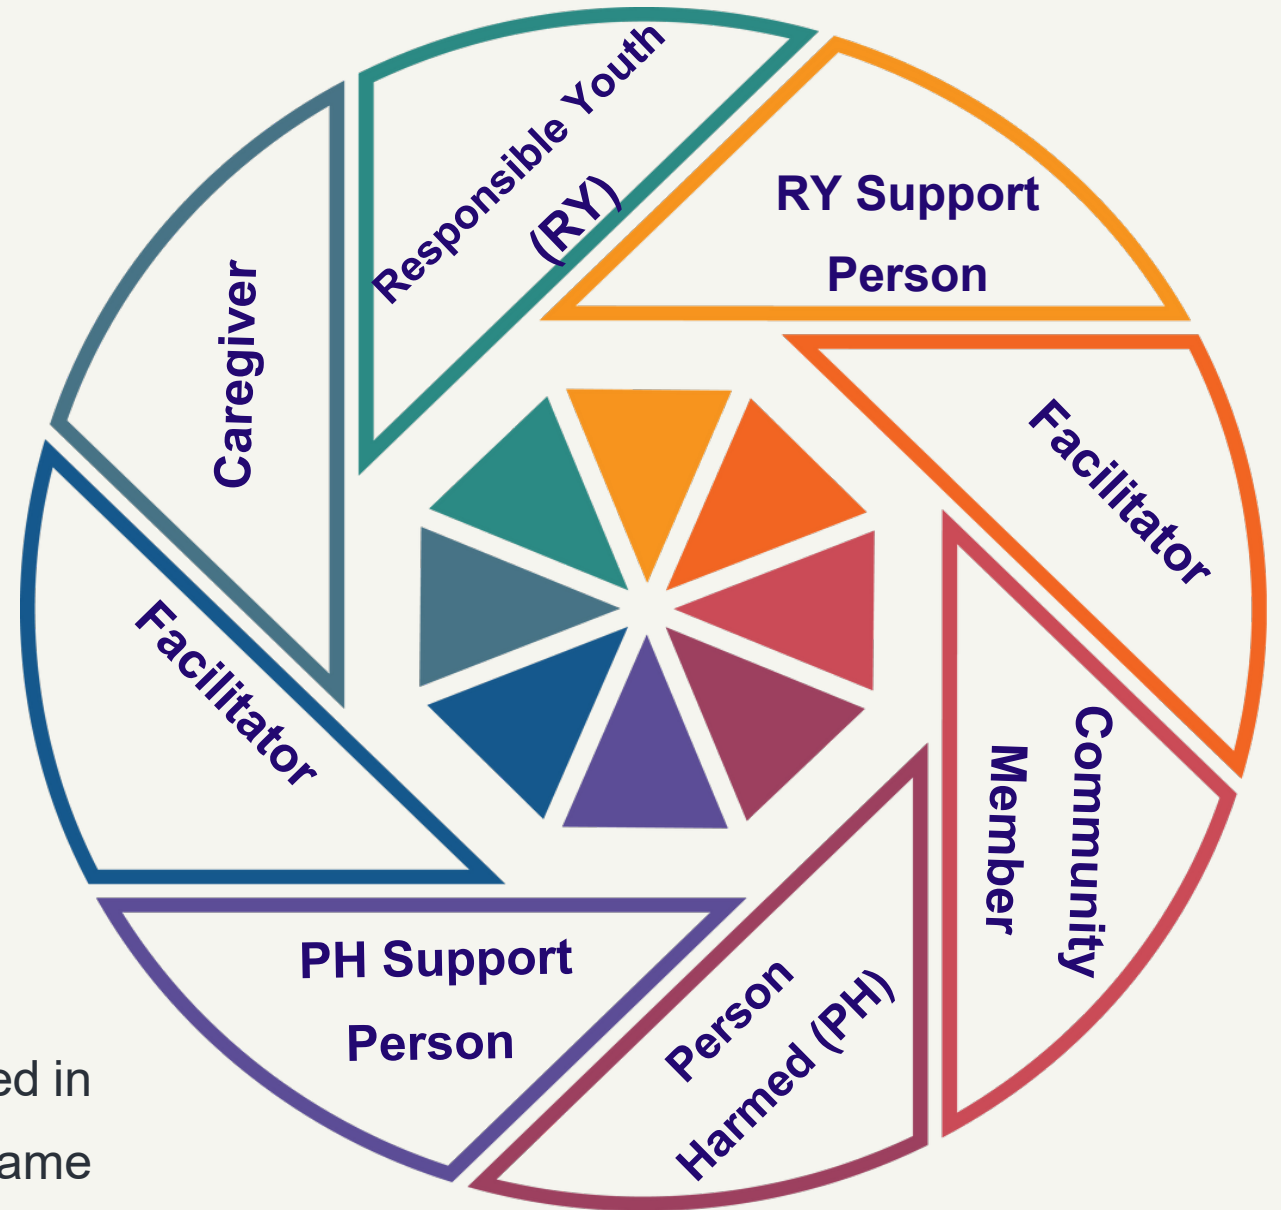 Responsible Youth
(RY)
RY Support
Person
Caregiver
Facilitator
Facilitator
Community
Member
PH Support
Person
Person
Harmed (PH)
ed in
ame